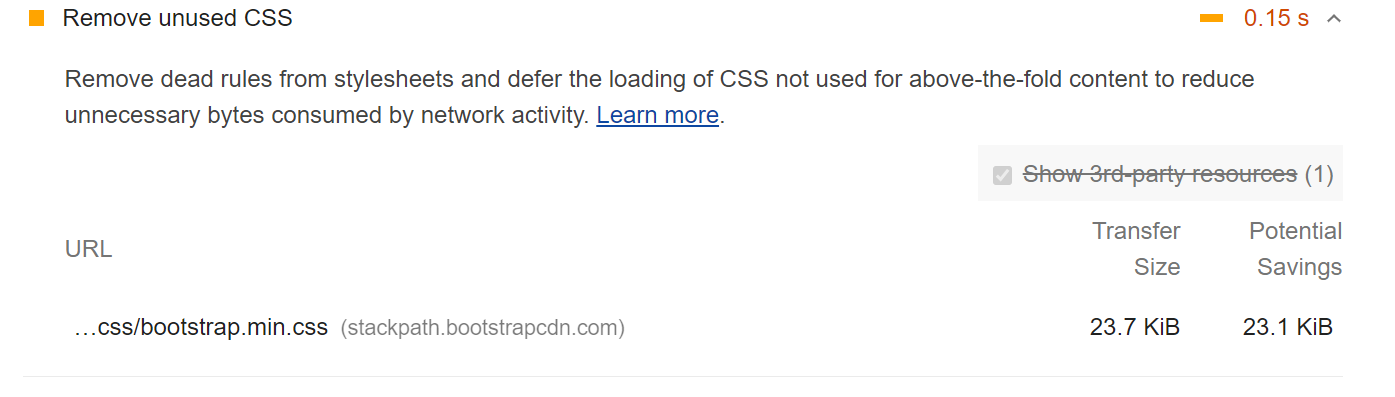 Remove unused CSS 0.15 s
Remove dead rules from stylesheets and defer the loading of CSS not used for above-the-fold content to reduce
unnecessary bytes consumed by network activity. Learn more.
Show 3rd-party resources (1)
URL Transfer Size Potential Savings
…css/bootstrap.min.css (stackpath.bootstrapcdn.com) 23.7 KiB 23.1 KiB